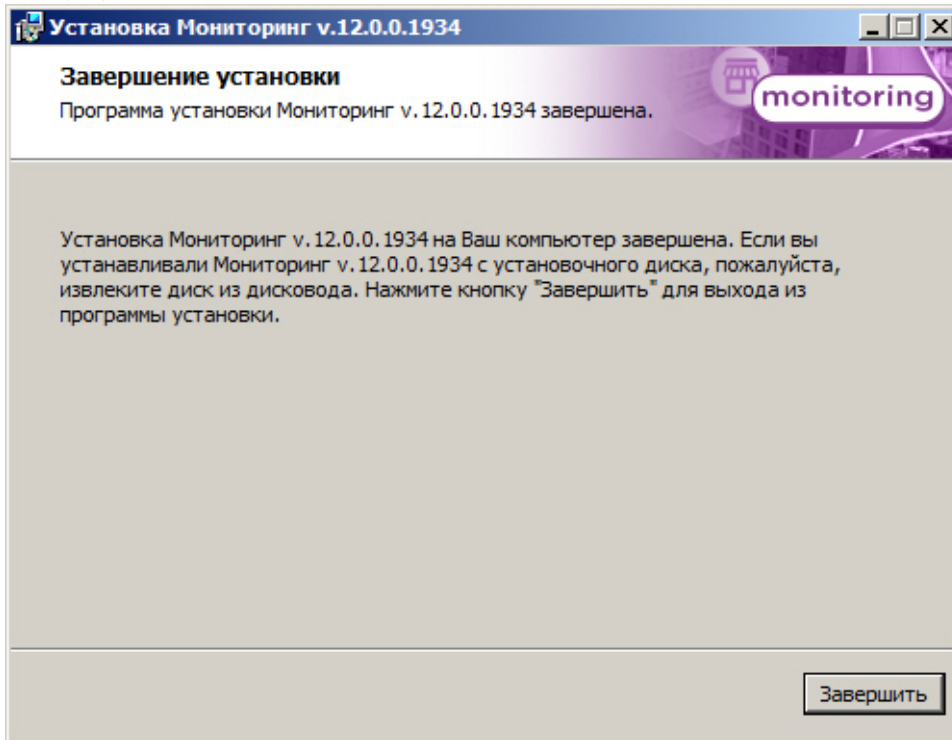 Установка Мониторинг v.12.0.0.1934
Завершение установки
Программа установки Мониторинг v.12.0.0.1934 завершена.
monitoring
Установка Мониторинг v.12.0.0.1934 на Ваш компьютер завершена. Если вы
устанавливали Мониторинг v.12.0.0.1934 с установочного диска, пожалуйста,
извлеките диск из дисковода. Нажмите кнопку "Завершить" для выхода из
программы установки.
Завершить